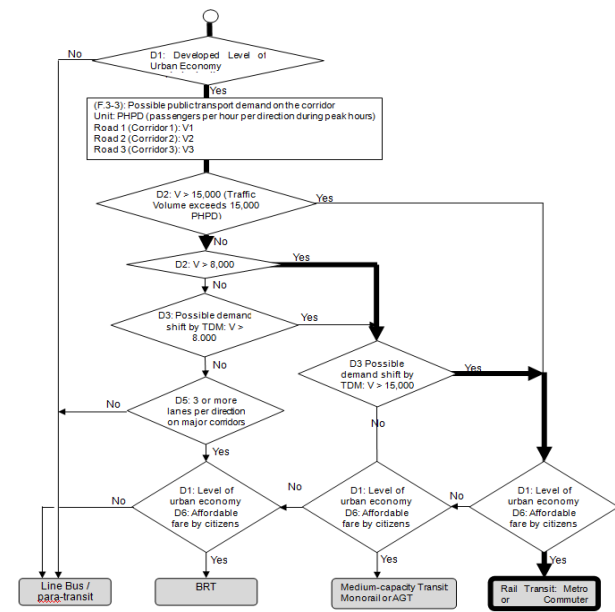 D1: Developed Level of
Urban Economy
No
Yes
(F.3-3): Possible public transport demand on the corridor
Unit: PHPD (passengers per hour per direction during peak hours)
Road 1 (Corridor1): V1
Road 2 (Corridor2): V2
Road 3 (Corridor3): V3
D2: V > 15,000 (Traffic
Volume exceeds 15,000
PHPD)
Yes
No
D2: V > 8,000
Yes
No
D3: Possible demand
shift by TDM: V >
8.000
Yes
No
D3 Possible
demand shift by
TDM: V > 15,000
Yes
No
D5: 3 or more
lanes per direction
on major corridors
No
Yes
D1: Level of
urban economy
D6: Affordable
fare by citizens
No
Yes
D1: Level of
urban economy
D6: Affordable
fare by citizens
No
Yes
D1: Level of
urban economy
D6: Affordable
fare by citizens
No
Yes
Line Bus /
para-transit
BRT
Medium-capacity Transit:
Monorail or AGT
Rail Transit: Metro
or Commuter